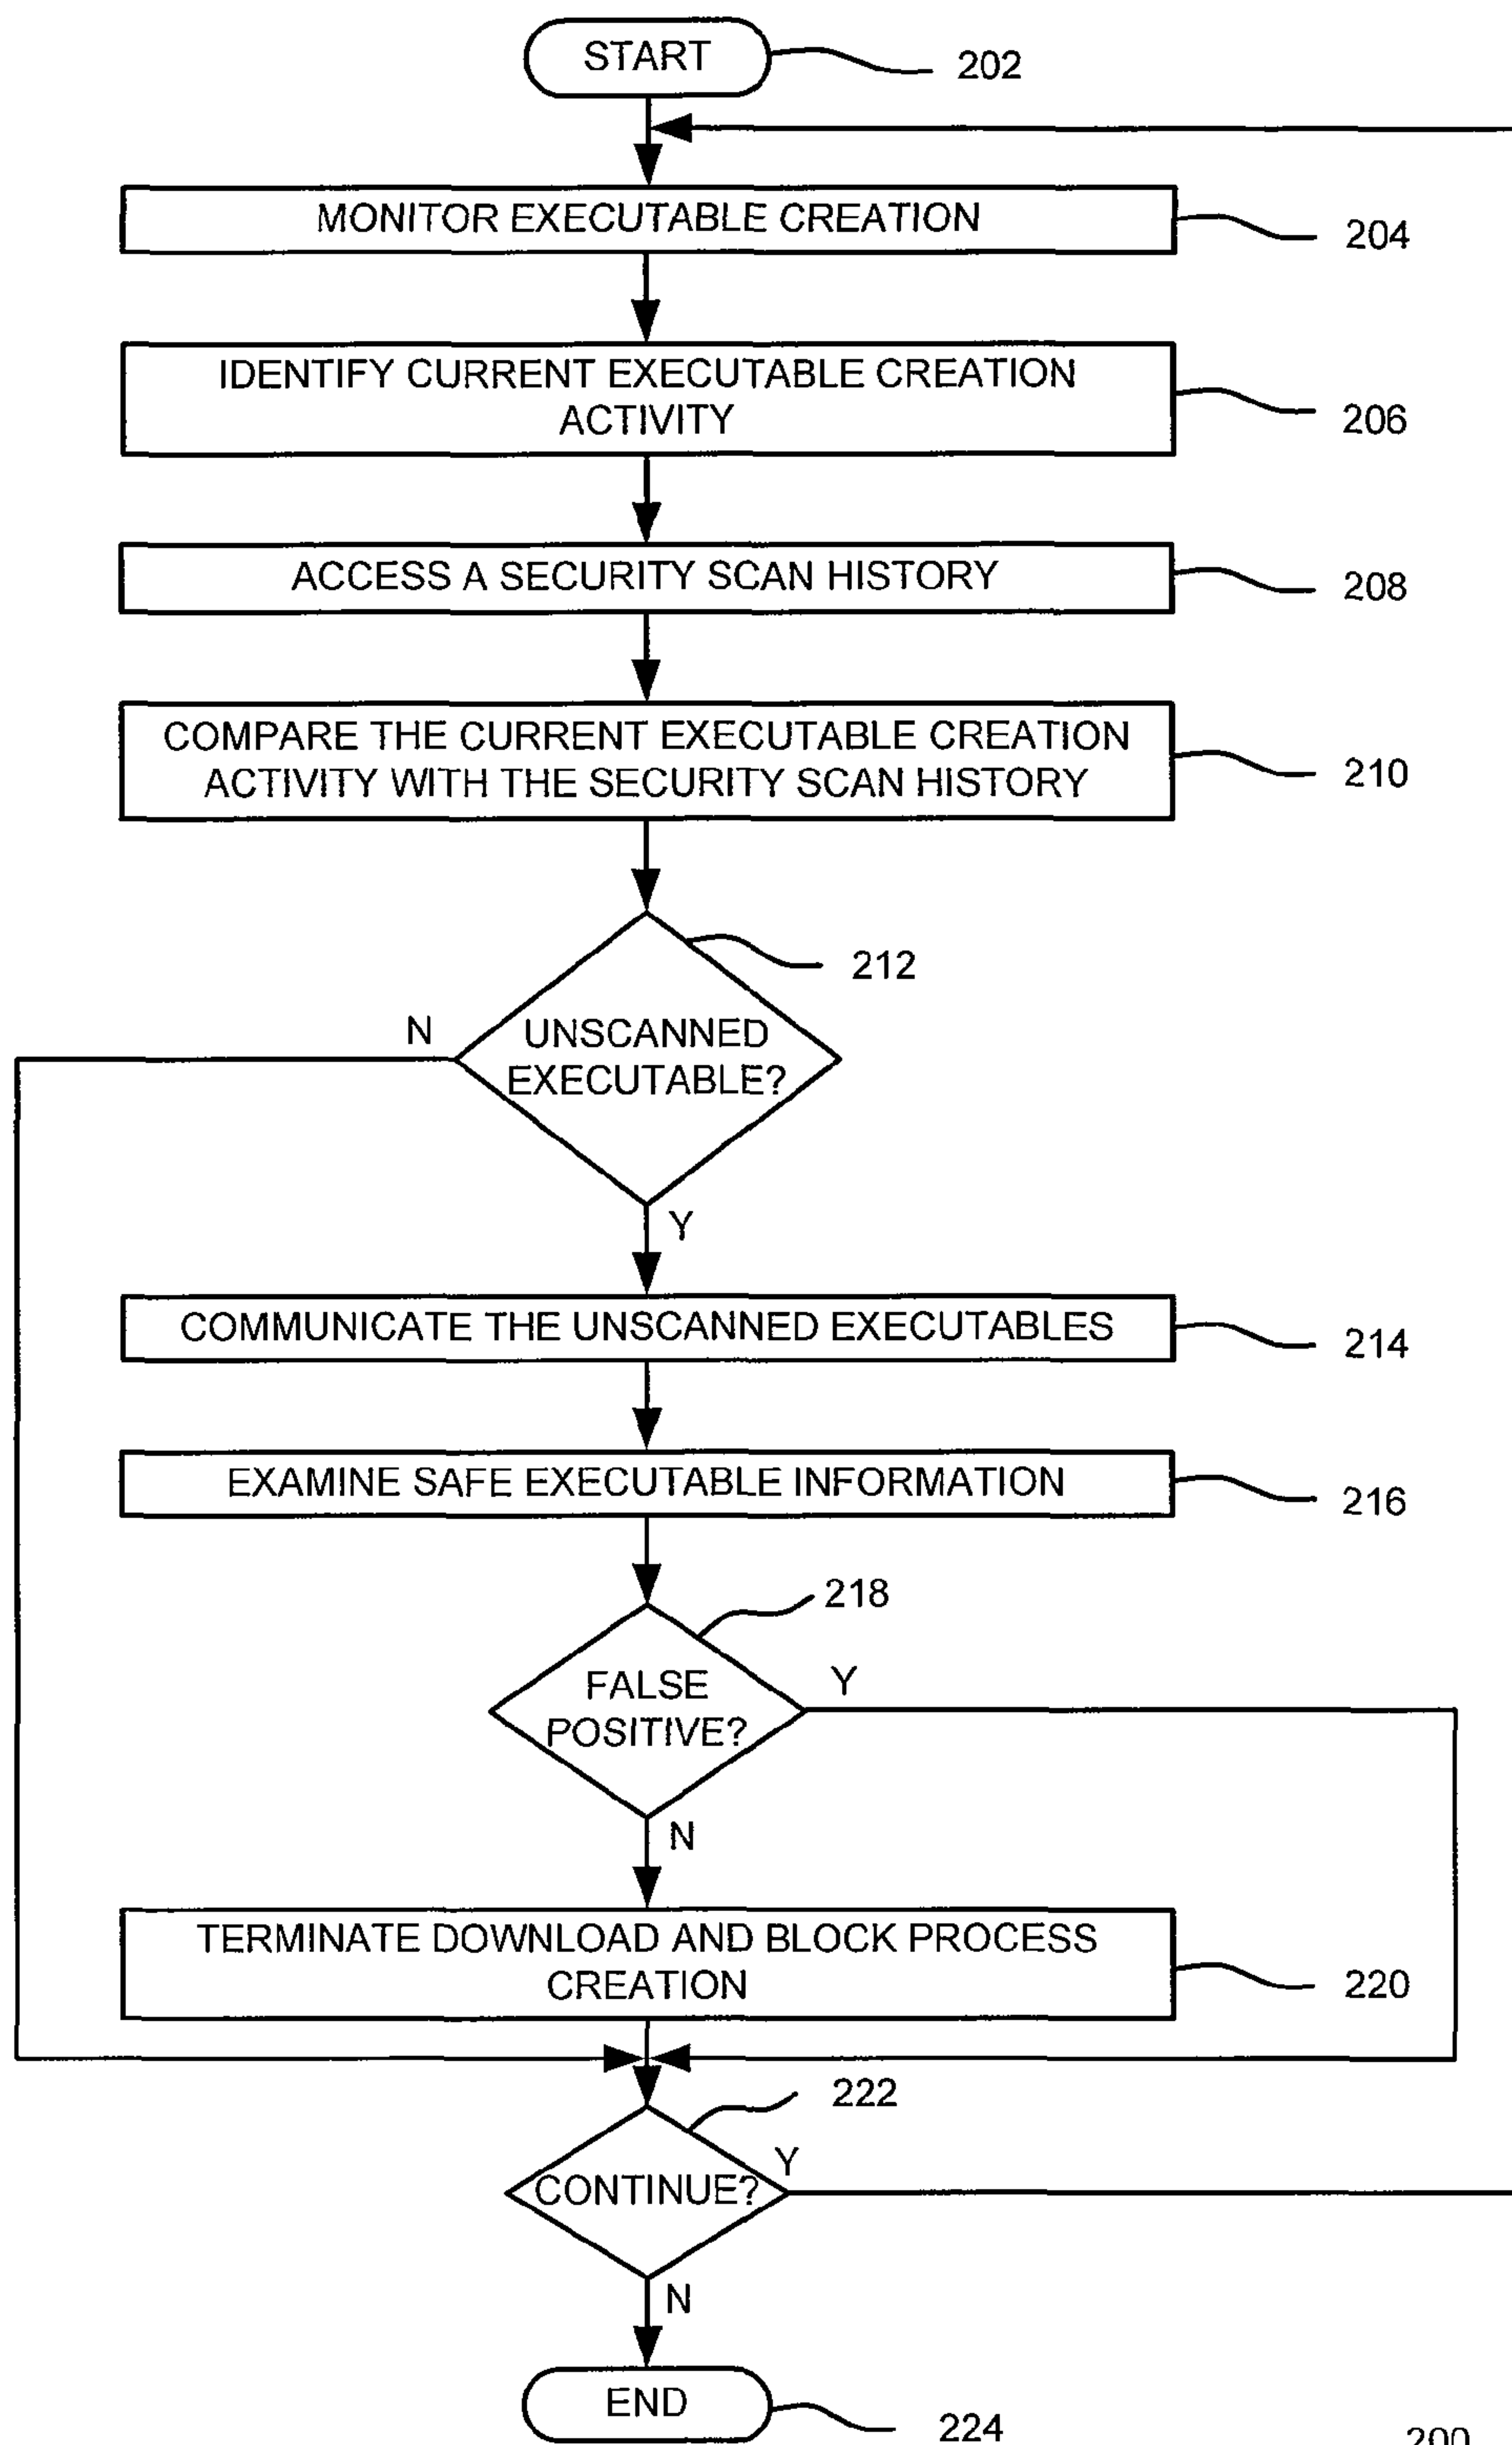 START
202
MONITOR EXECUTABLE CREATION
204
IDENTIFY CURRENT EXECUTABLE CREATION
ACTIVITY
206
ACCESS A SECURITY SCAN HISTORY
208
COMPARE THE CURRENT EXECUTABLE CREATION
ACTIVITY WITH THE SECURITY SCAN HISTORY
210
212
N
UNSCANNED
EXECUTABLE?
Y
COMMUNICATE THE UNSCANNED EXECUTABLES
214
EXAMINE SAFE EXECUTABLE INFORMATION
216
218
FALSE
POSITIVE?
Y
N
TERMINATE DOWNLOAD AND BLOCK PROCESS
CREATION
220
222
CONTINUE?
Y
N
END
224
200